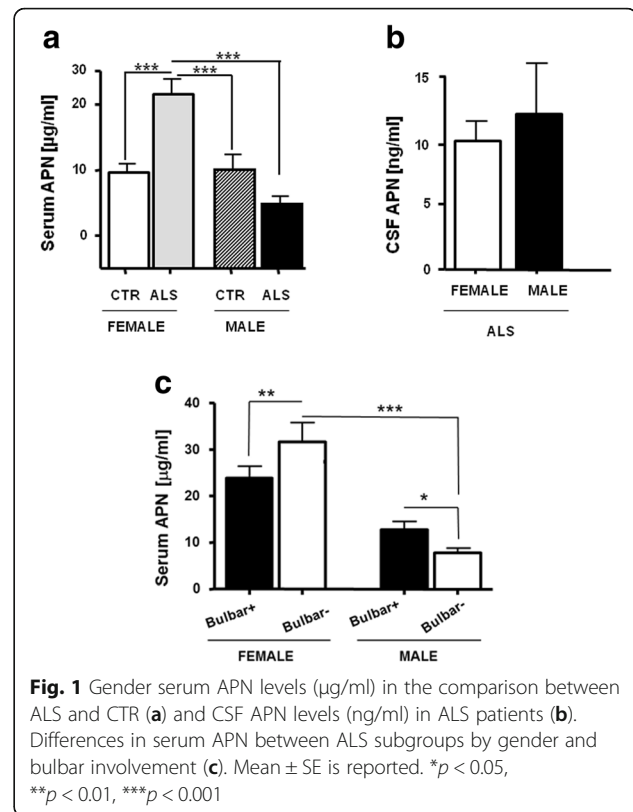 a
***
***
***
Serum APN [µg/ml]
30
20
10
0
CTR ALS CTR ALS
FEMALE MALE
b
CSF APN [ng/ml]
15
10
5
0
FEMALE MALE
ALS
c
**
***
*
Serum APN [µg/ml]
40
30
20
10
0
Bulbar+ Bulbar- Bulbar+ Bulbar-
FEMALE MALE
Fig. 1 Gender serum APN levels (µg/ml) in the comparison between
ALS and CTR (a) and CSF APN levels (ng/ml) in ALS patients (b).
Differences in serum APN between ALS subgroups by gender and
bulbar involvement (c). Mean ± SE is reported. *p < 0.05,
**p < 0.01, ***p < 0.001